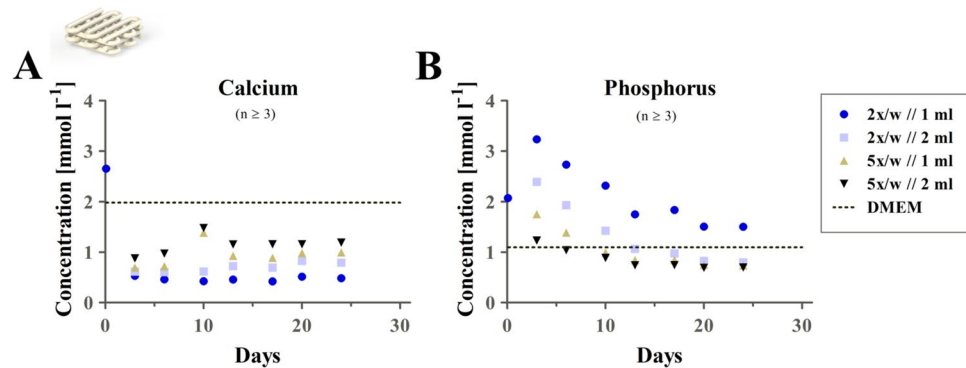 A
Calcium
(n ≥ 3)
Concentration [mmol l⁻¹]
4
3
2
1
0
0 10 20 30
Days
B
Phosphorus
(n ≥ 3)
Concentration [mmol l⁻¹]
4
3
2
1
0
0 10 20 30
Days
2x/w // 1 ml
2x/w // 2 ml
5x/w // 1 ml
5x/w // 2 ml
DMEM